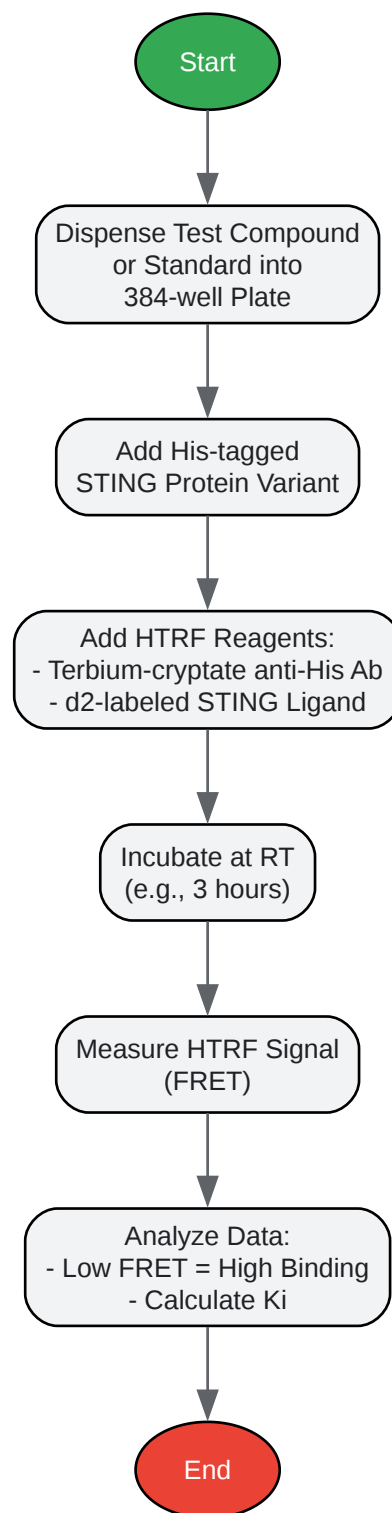 Start
Dispense Test Compound
or Standard into
384-well Plate
Add His-tagged
STING Protein Variant
Add HTRF Reagents:
- Terbium-cryptate anti-His Ab
- d2-labeled STING Ligand
Incubate at RT
(e.g., 3 hours)
Measure HTRF Signal
(FRET)
Analyze Data:
- Low FRET = High Binding
- Calculate Ki
End